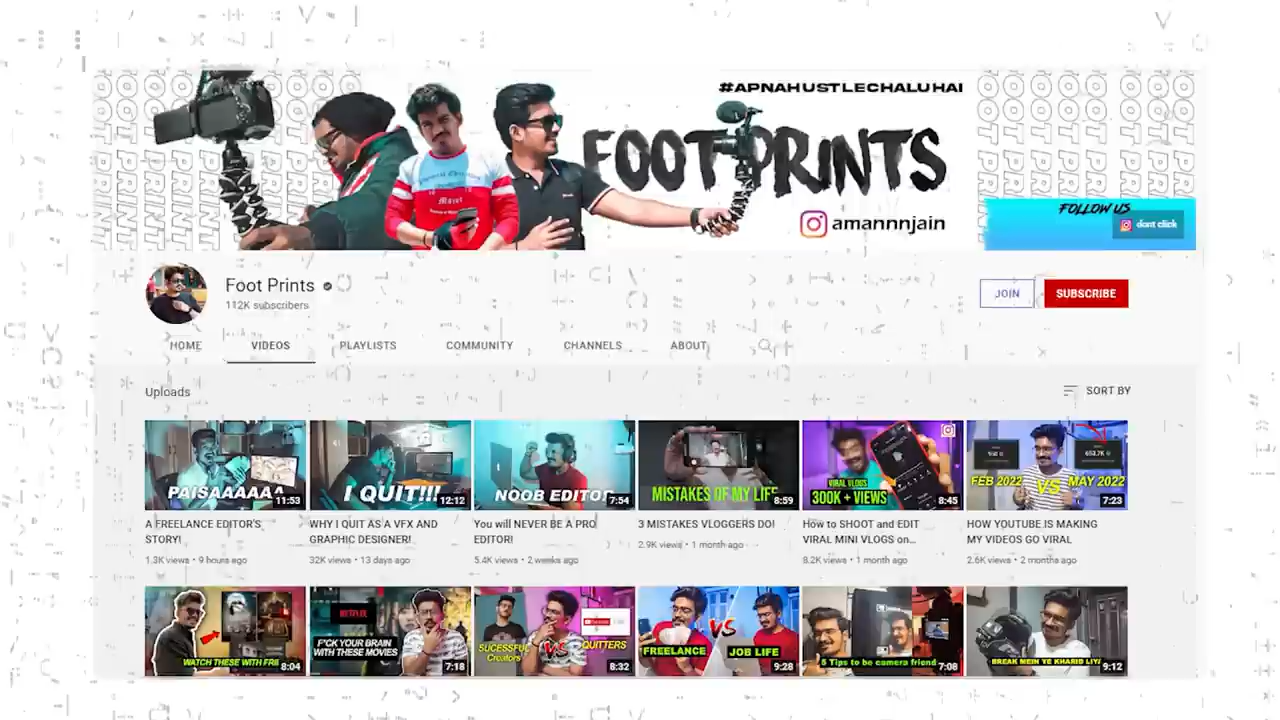 #APNAHUSTLECHALUHAI
FOOT PRINTS
amannnjain
FOLLOW US
dont click
Foot Prints
112K subscribers
JOIN
SUBSCRIBE
HOME
VIDEOS
PLAYLISTS
COMMUNITY
CHANNELS
ABOUT
Uploads
SORT BY
PAISAAAAA
11:53
I QUIT!!!
12:12
NOOB EDITOR
7:54
MISTAKES OF MY LIFE
8:59
VIRAL VLOGS
300K + VIEWS
8:45
FEB 2022 VS MAY 2022
7:23
A FREELANCE EDITOR'S
STORY!
1.3K views • 9 hours ago
WHY I QUIT AS A VFX AND
GRAPHIC DESIGNER!
32K views • 13 days ago
You will NEVER BE A PRO
EDITOR!
5.4K views • 2 weeks ago
3 MISTAKES VLOGGERS DO!
2.9K views • 1 month ago
How to SHOOT and EDIT
VIRAL MINI VLOGS on...
8.2K views • 1 month ago
HOW YOUTUBE IS MAKING
MY VIDEOS GO VIRAL
2.6K views • 2 months ago
WATCH THESE WITH FRII
8:04
NETFLIX
F*CK YOUR BRAIN
WITH THESE MOVIES
7:18
SUCESSFUL
Creators
VS
QUITTERS
8:32
FREELANCE
VS
JOB LIFE
9:28
5 Tips to be camera friend
7:08
BREAK MEIN YE KHARID LIYA
9:12